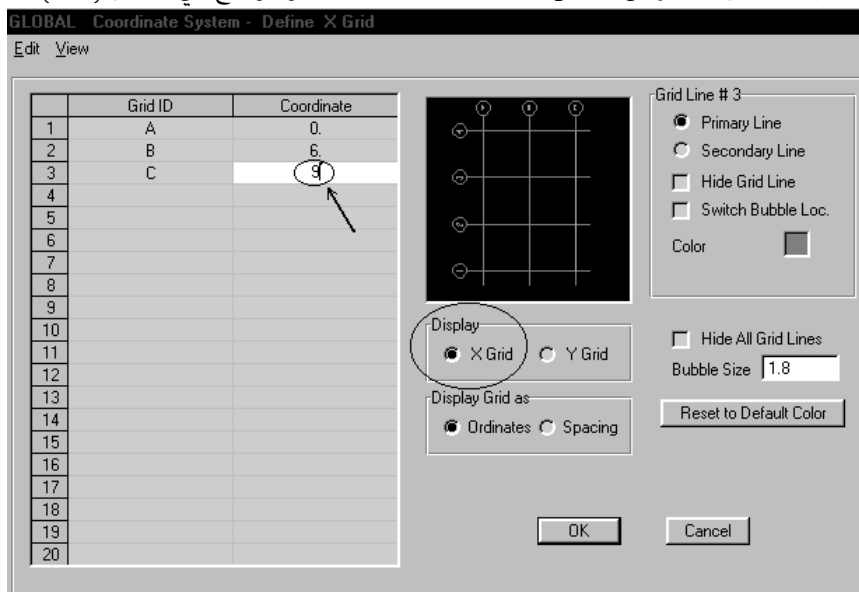 GLOBAL Coordinate System - Define X Grid
Edit View
Grid ID Coordinate
1 A 0.
2 B 6.
3 C 9
4
5
6
7
8
9
10
11
12
13
14
15
16
17
18
19
20
Grid Line # 3
Primary Line
Secondary Line
Hide Grid Line
Switch Bubble Loc.
Color
Display
X Grid Y Grid
Hide All Grid Lines
Bubble Size 1.8
Display Grid as
Ordinates Spacing
Reset to Default Color
OK Cancel